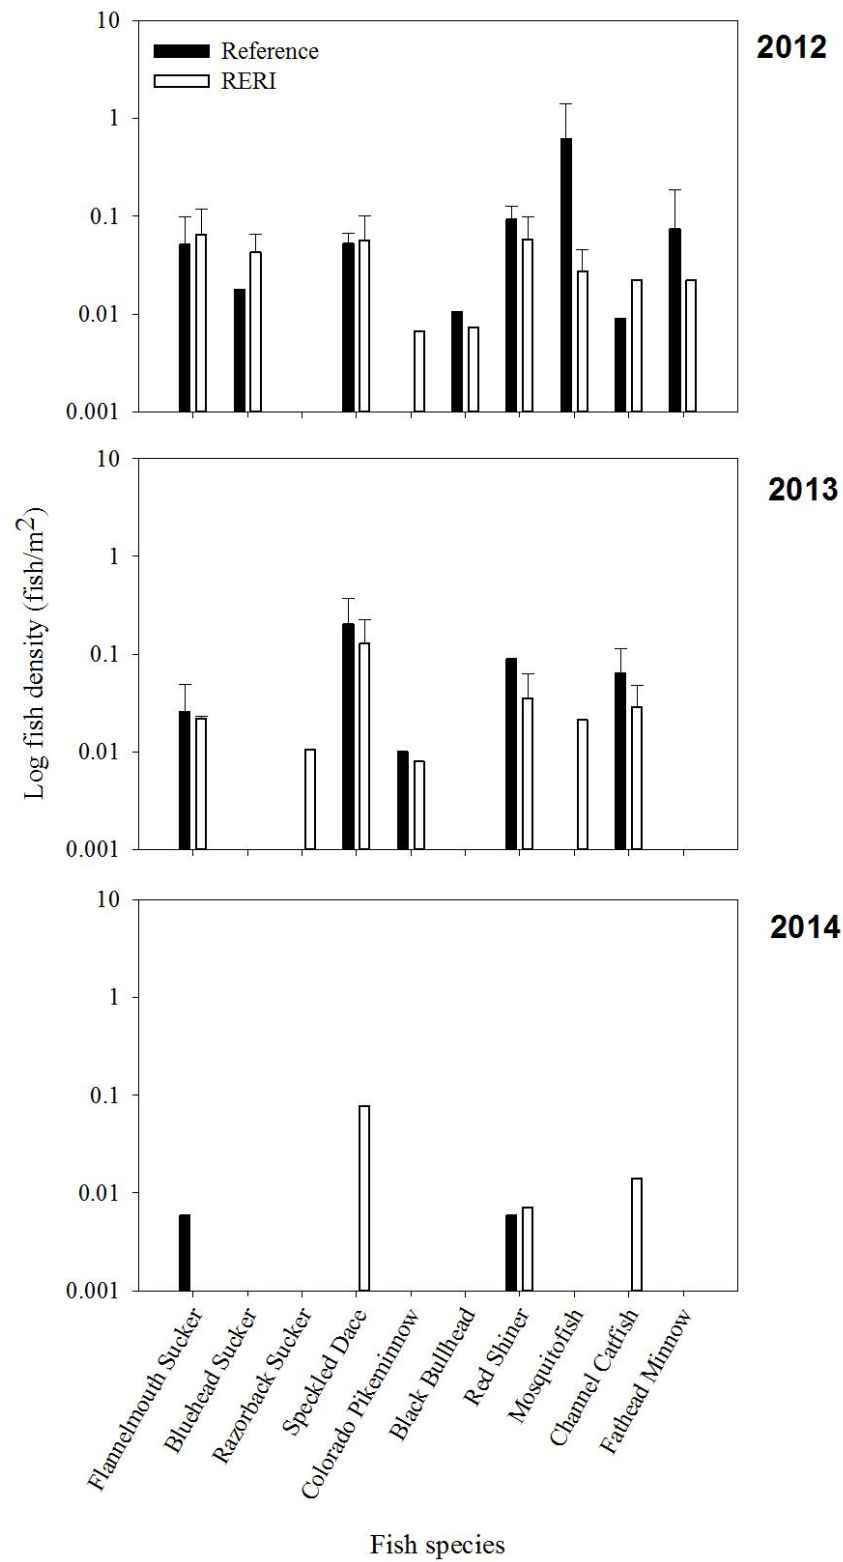 10
2012
Reference
RERI
1
0.1
0.01
0.001
10
2013
1
0.1
0.01
0.001
Log fish density (fish/m2)
10
2014
1
0.1
0.01
0.001
Flannelmouth Sucker
Bluehead Sucker
Razorback Sucker
Speckled Dace
Colorado Pikeminnow
Black Bullhead
Red Shiner
Mosquitofish
Channel Catfish
Fathead Minnow
Fish species